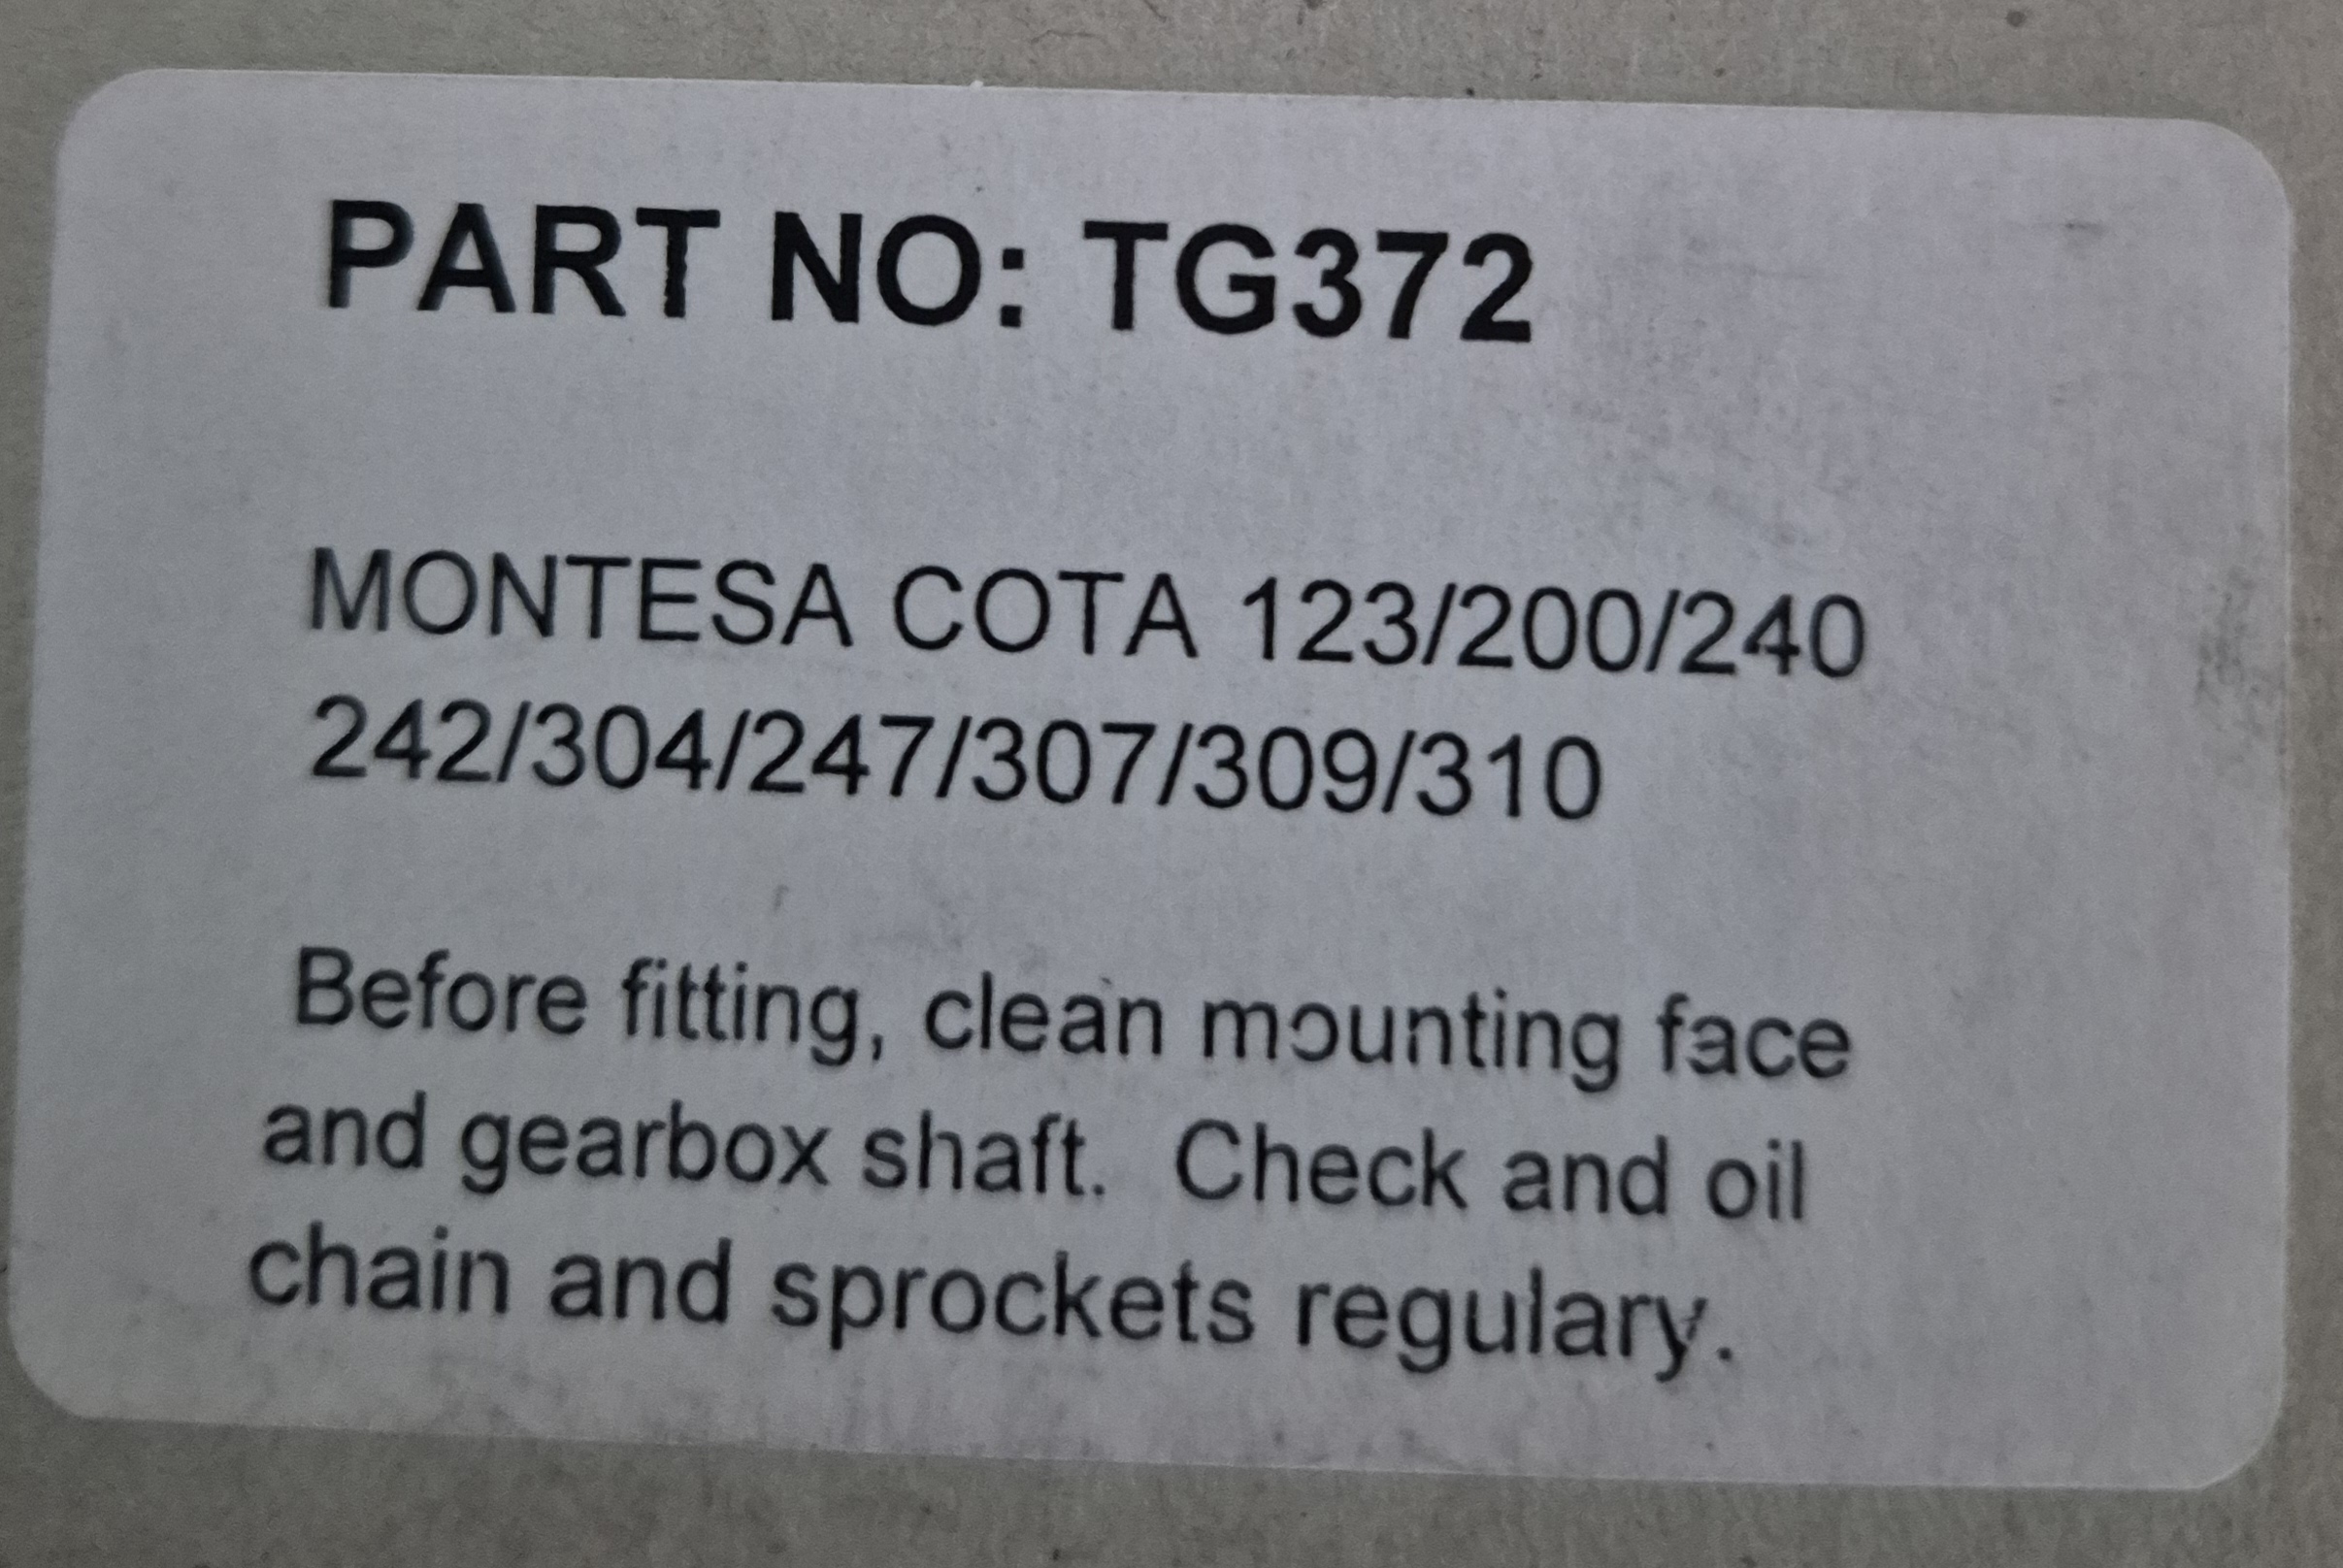 PART NO: TG372
MONTESA COTA 123/200/240
242/304/247/307/309/310
Before fitting, clean mounting face
and gearbox shaft.  Check and oil
chain and sprockets regulary.